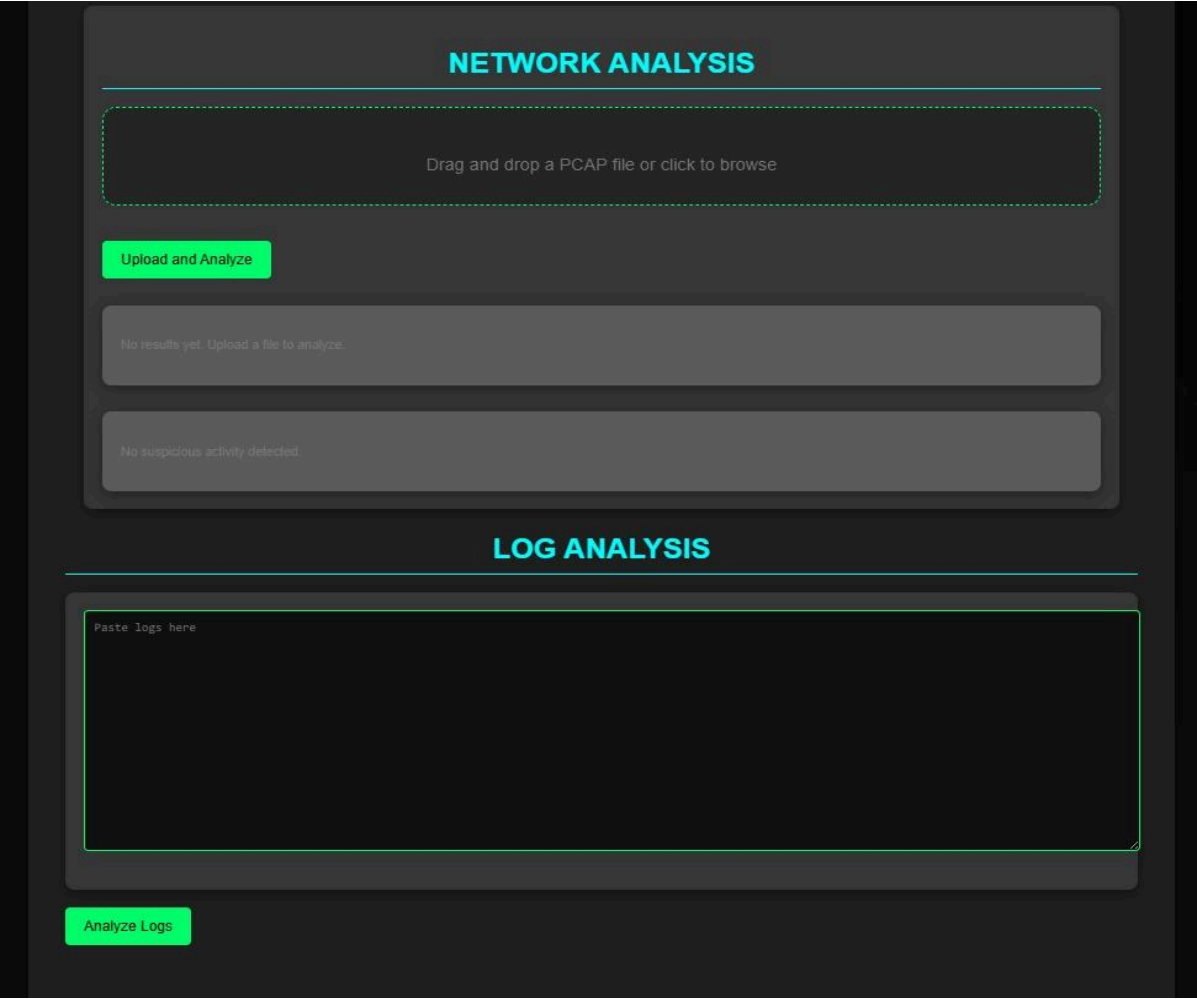 NETWORK ANALYSIS
Drag and drop a PCAP file or click to browse
Upload and Analyze
No results yet. Upload a file to analyze.
No suspicious activity detected.
LOG ANALYSIS
Paste logs here
Analyze Logs